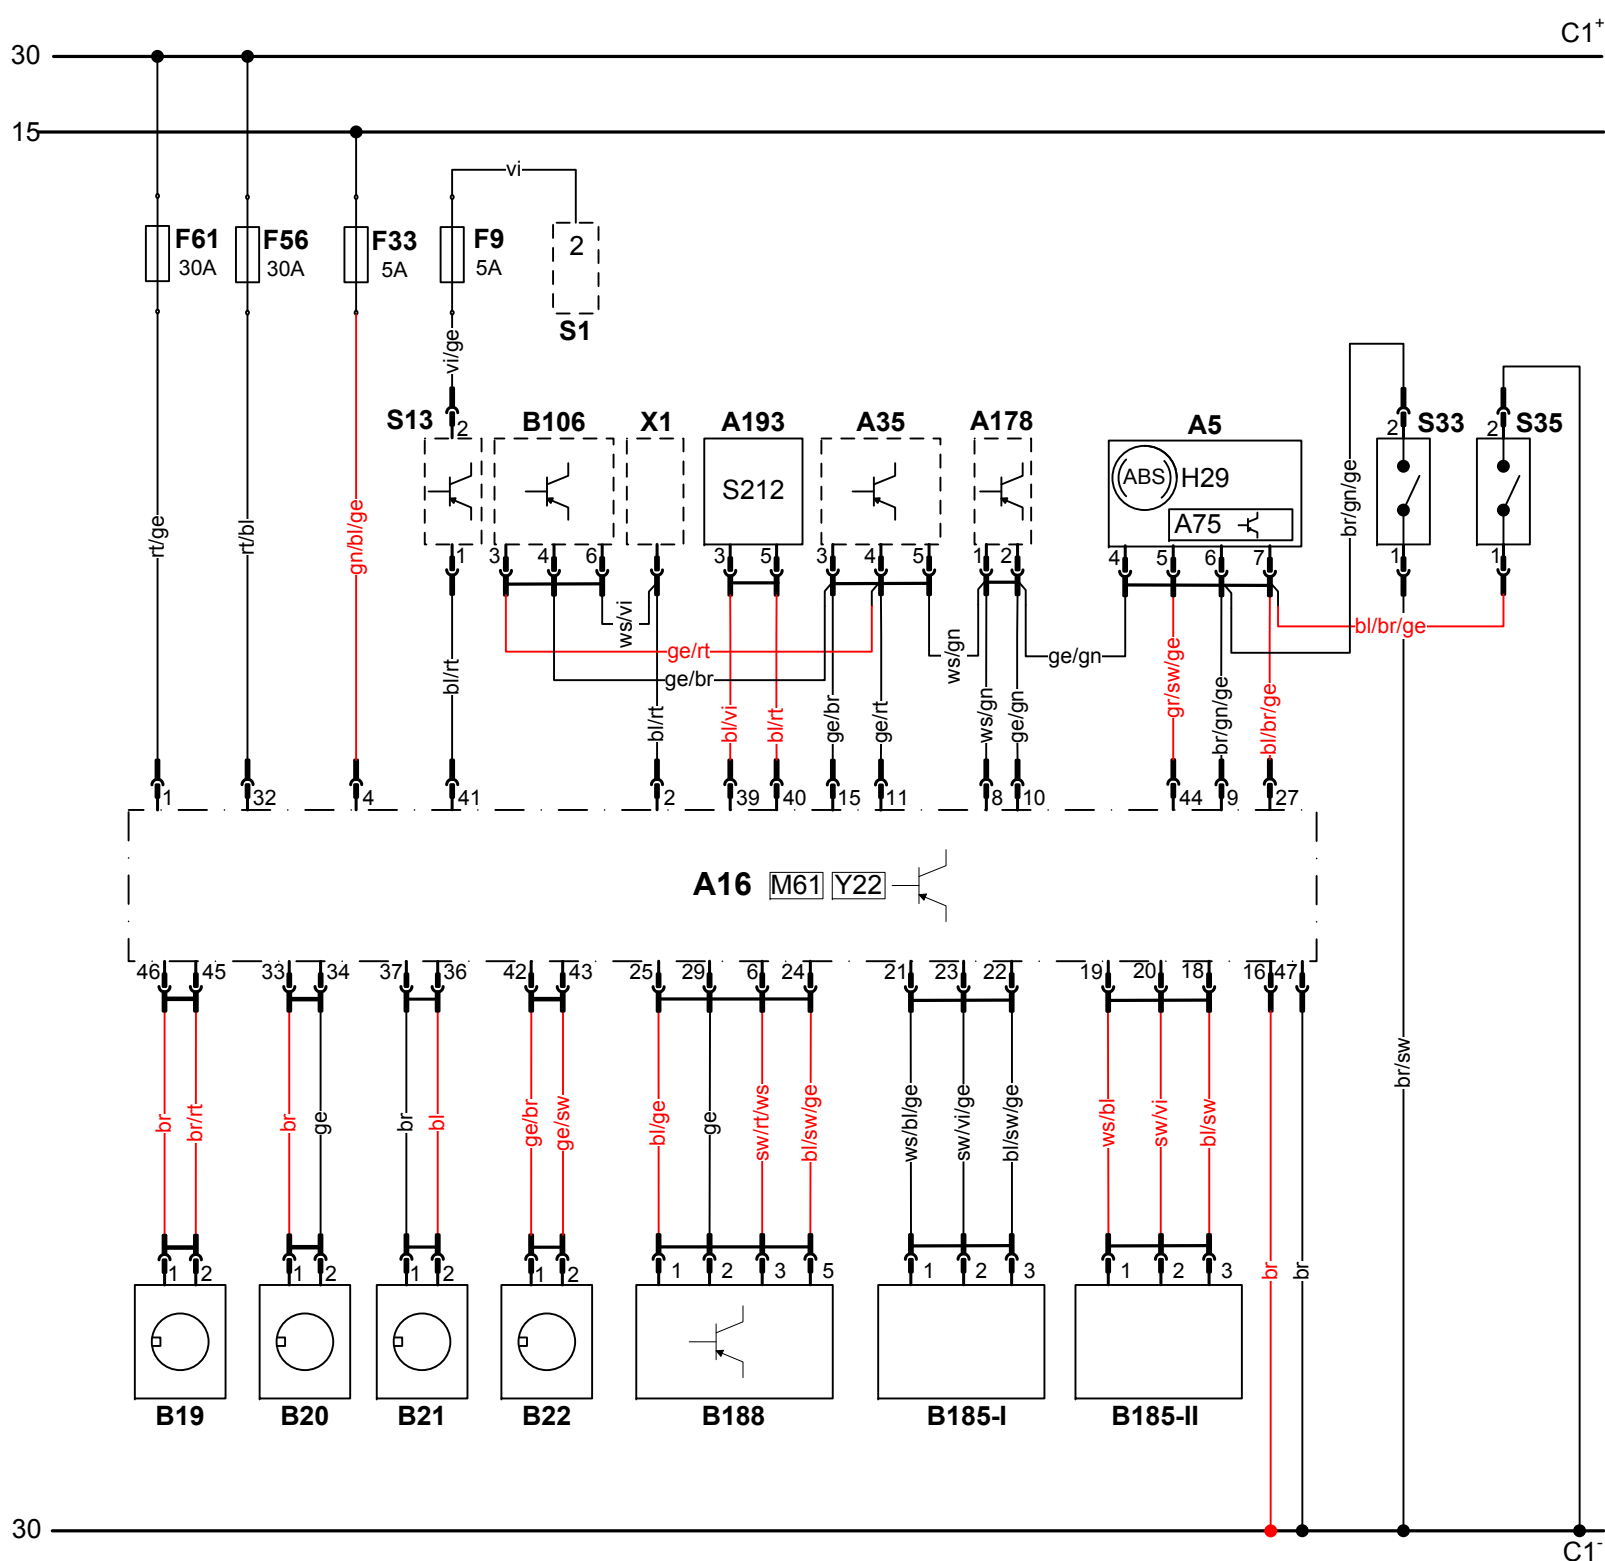 C1+
30
15
vi
F61 F56 F33 F9 2
30A 30A 5A 5A
S1
vi/ge
S13 2 B106 X1 A193 A35 A178 A5 2 S33 2 S35
ABS H29
S212
A75
rt/ge rt/bl gn/bl/ge br/gn/ge
1 3 4 6 3 5 3 4 5 1 2 4 5 6 7 1 1
ws/vi bl/br/ge
ge/rt ws/gn ge/gn
ge/br
bl/rt bl/rt bl/vi bl/rt ge/br ge/rt ws/gn ge/gn gr/sw/ge br/gn/ge bl/br/ge
1 32 4 41 2 39 40 15 11 8 10 44 9 27
A16 M61 Y22
46 45 33 34 37 36 42 43 25 29 6 24 21 23 22 19 20 18 16 47
br/sw
br br/rt br ge br bl ge/br ge/sw bl/ge ge sw/rt/ws bl/sw/ge ws/bl/ge sw/vi/ge bl/sw/ge ws/bl sw/vi bl/sw
br br
1 2 1 2 1 2 1 2 1 2 3 5 1 2 3 1 2 3
B19 B20 B21 B22 B188 B185-I B185-II
30
C1-